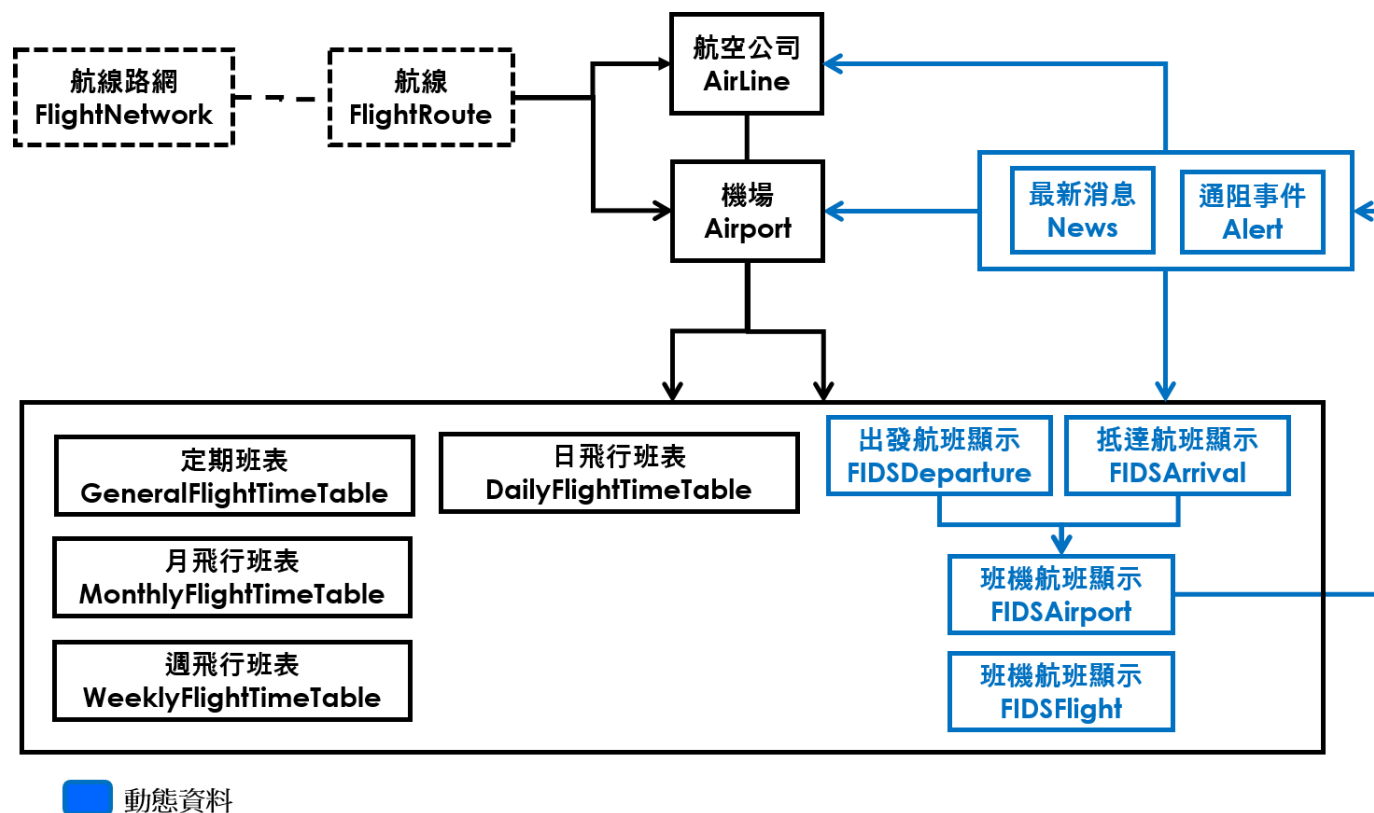 航線路網
FlightNetwork
航線
FlightRoute
航空公司
AirLine
機場
Airport
最新消息
News
通阻事件
Alert
定期班表
GeneralFlightTimeTable
月飛行班表
MonthlyFlightTimeTable
週飛行班表
WeeklyFlightTimeTable
日飛行班表
DailyFlightTimeTable
出發航班顯示
FIDSDeparture
抵達航班顯示
FIDSArrival
班機航班顯示
FIDSAirport
班機航班顯示
FIDSFlight
動態資料